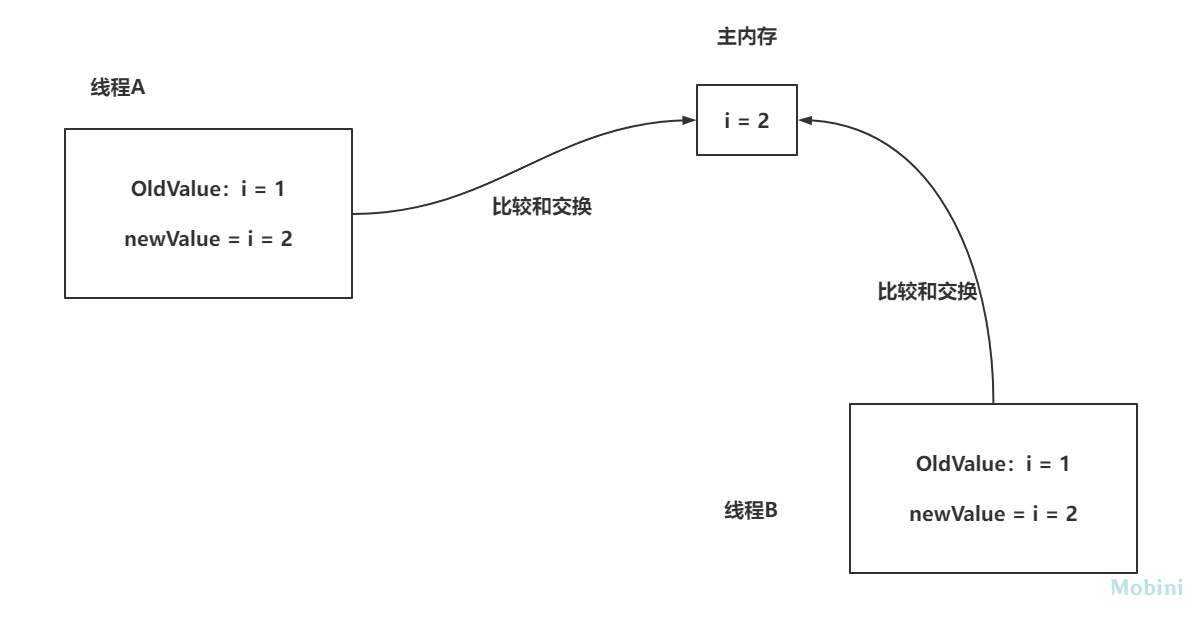 主内存
线程A
i = 2
OldValue：i = 1
newValue = i = 2
比较和交换
比较和交换
OldValue：i = 1
newValue = i = 2
线程B
Mobini